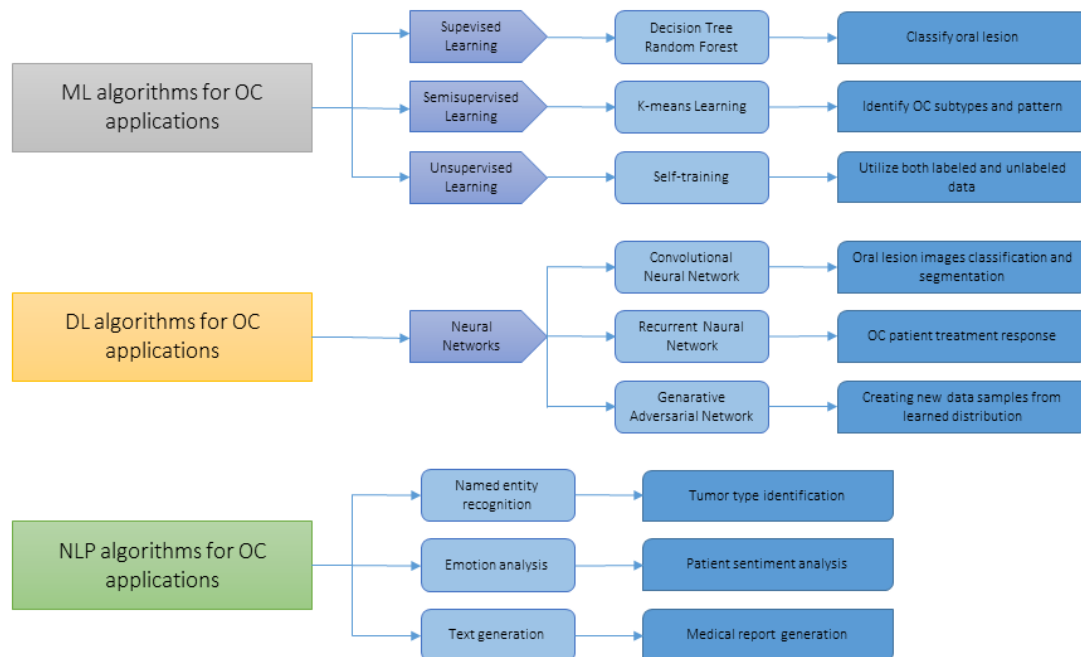 ML algorithms for OC
applications
Supevised
Learning
Decision Tree
Random Forest
Classify oral lesion
Semisupervised
Learning
K-means Learning
Identify OC subtypes and pattern
Unsupervised
Learning
Self-training
Utilize both labeled and unlabeled
data
DL algorithms for OC
applications
Neural
Networks
Convolutional
Neural Network
Oral lesion images classification and
segmentation
Recurrent Naural
Network
OC patient treatment response
Genarative
Adversarial Network
Creating new data samples from
learned distribution
NLP algorithms for OC
applications
Named entity
recognition
Tumor type identification
Emotion analysis
Patient sentiment analysis
Text generation
Medical report generation